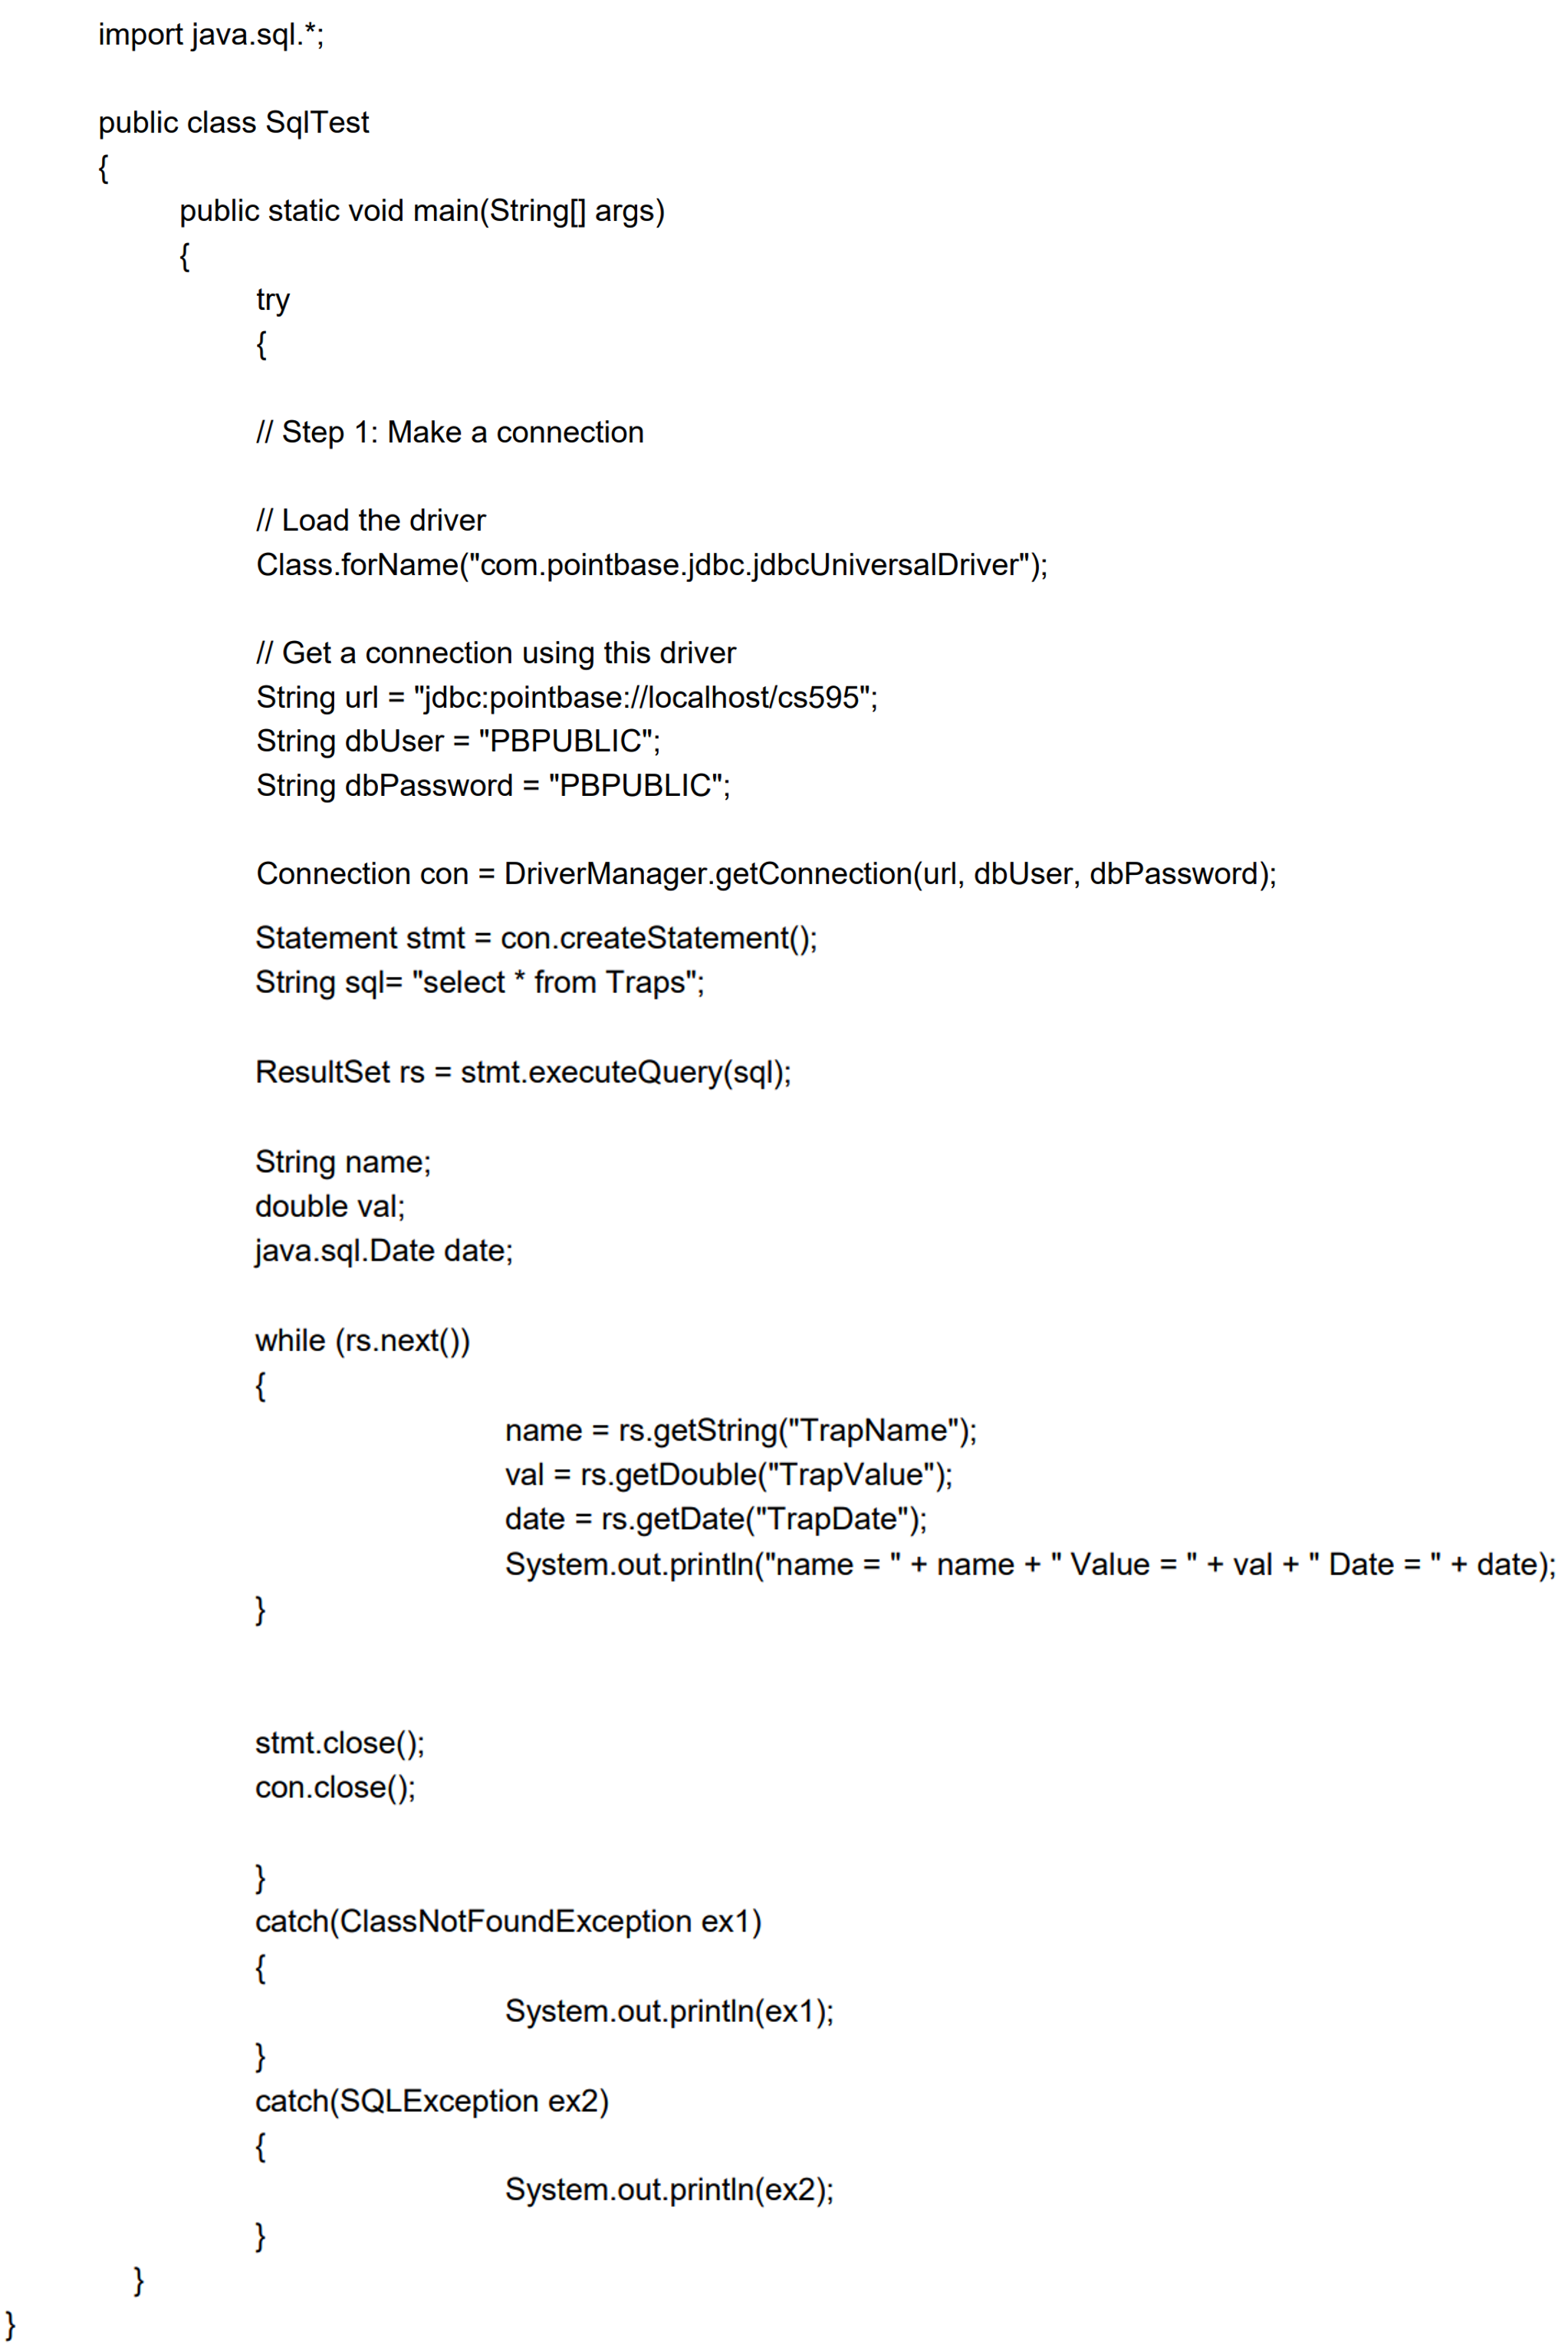 import java.sql.*;
public class SqlTest
{
public static void main(String[] args)
{
try
{
// Step 1: Make a connection
// Load the driver
Class.forName("com.pointbase.jdbc.jdbcUniversalDriver");
// Get a connection using this driver
String url = "jdbc:pointbase://localhost/cs595";
String dbUser = "PBPUBLIC";
String dbPassword = "PBPUBLIC";
Connection con = DriverManager.getConnection(url, dbUser, dbPassword);
Statement stmt = con.createStatement();
String sql= "select * from Traps";
ResultSet rs = stmt.executeQuery(sql);
String name;
double val;
java.sql.Date date;
while (rs.next())
{
name = rs.getString("TrapName");
val = rs.getDouble("TrapValue");
date = rs.getDate("TrapDate");
System.out.println("name = " + name + " Value = " + val + " Date = " + date);
}
stmt.close();
con.close();
}
catch(ClassNotFoundException ex1)
{
System.out.println(ex1);
}
catch(SQLException ex2)
{
System.out.println(ex2);
}
}
}